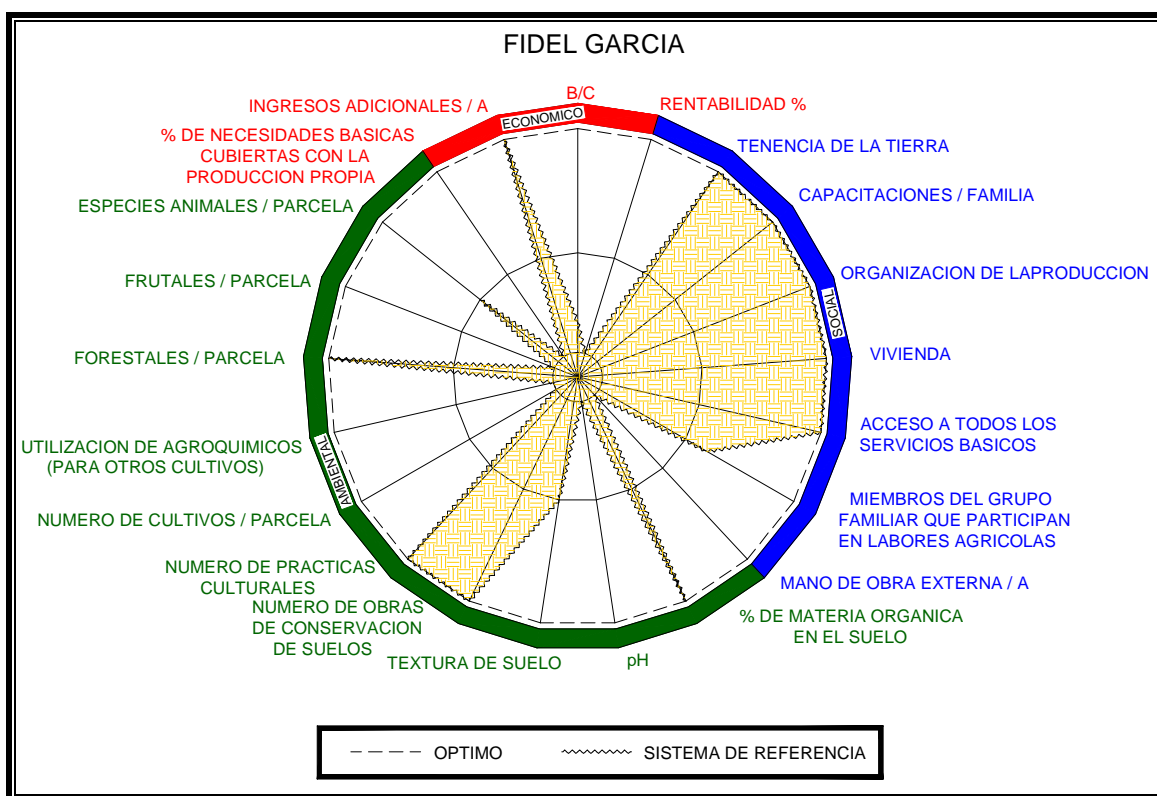 FIDEL GARCIA
B/C
RENTABILIDAD %
TENENCIA DE LA TIERRA
CAPACITACIONES / FAMILIA
ORGANIZACION DE LAPRODUCCION
SOCIAL
VIVIENDA
ACCESO A TODOS LOS
SERVICIOS BASICOS
MIEMBROS DEL GRUPO
FAMILIAR QUE PARTICIPAN
EN LABORES AGRICOLAS
MANO DE OBRA EXTERNA / A
% DE MATERIA ORGANICA
EN EL SUELO
pH
TEXTURA DE SUELO
NUMERO DE OBRAS
DE CONSERVACION
DE SUELOS
NUMERO DE PRACTICAS
CULTURALES
NUMERO DE CULTIVOS / PARCELA
AMBIENTAL
UTILIZACION DE AGROQUIMICOS
(PARA OTROS CULTIVOS)
FORESTALES / PARCELA
FRUTALES / PARCELA
ESPECIES ANIMALES / PARCELA
% DE NECESIDADES BASICAS
CUBIERTAS CON LA
PRODUCCION PROPIA
INGRESOS ADICIONALES / A
ECONOMICO
OPTIMO
SISTEMA DE REFERENCIA